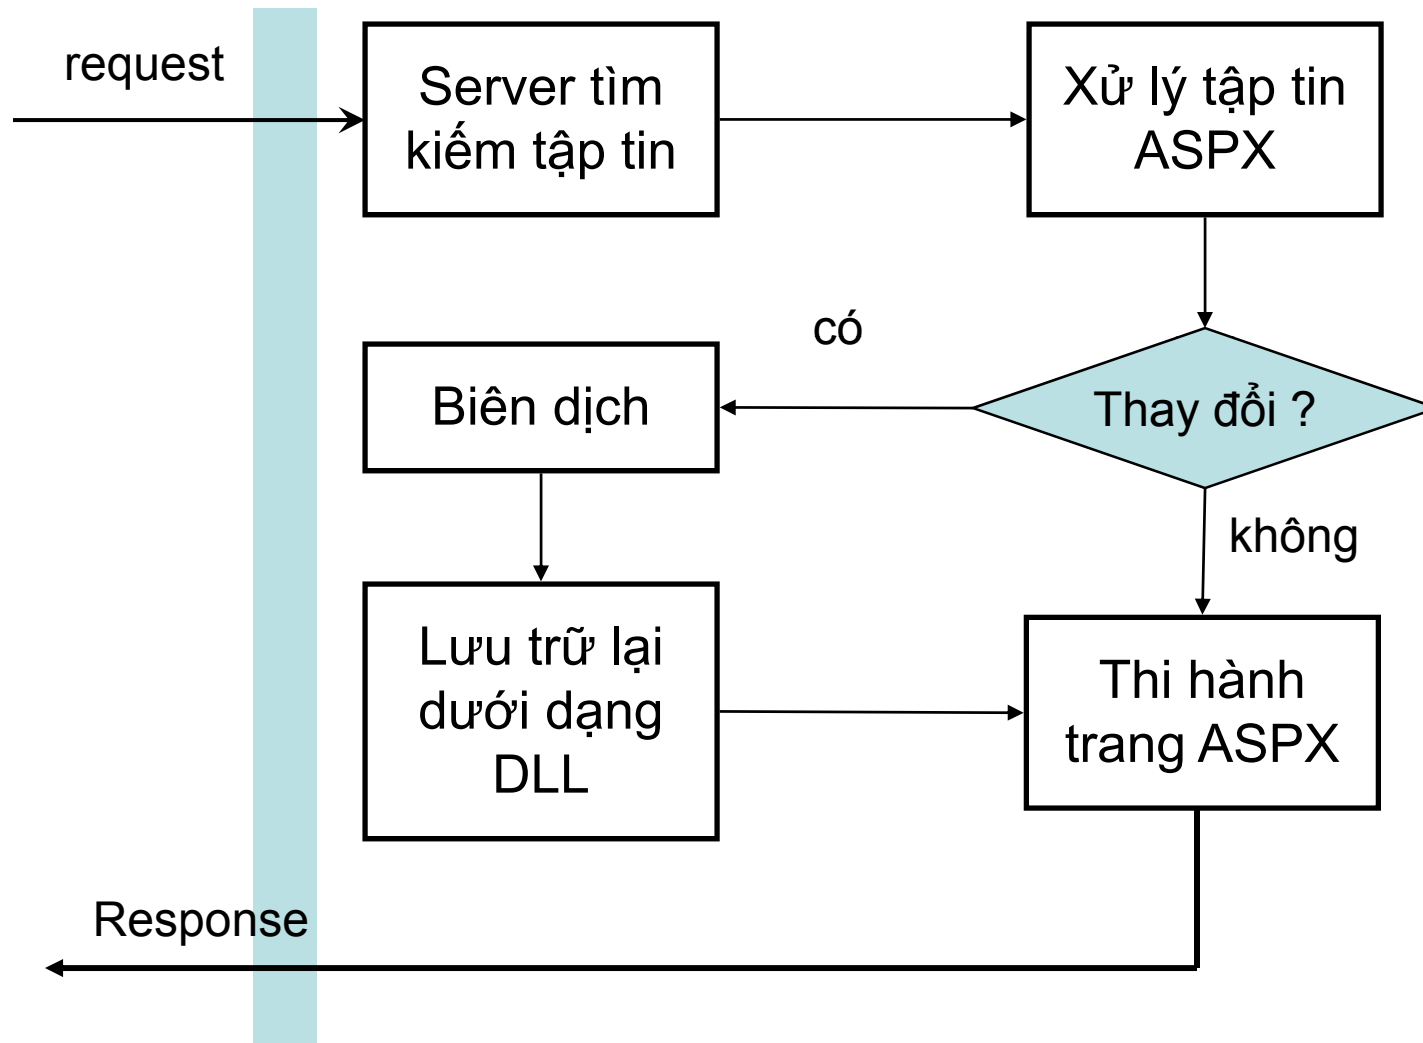 request
Server tìm
kiếm tập tin
Xử lý tập tin
ASPX
có
Biên dịch
Thay đổi ?
không
Lưu trữ lại
dưới dạng
DLL
Thi hành
trang ASPX
Response